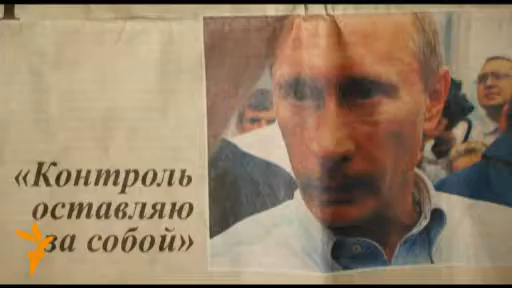 «Контроль
оставляю
за собой»